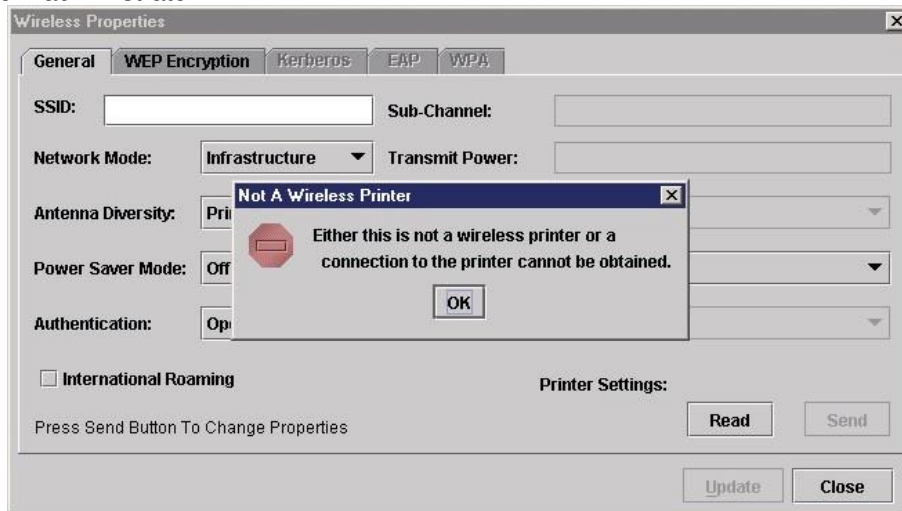 Wireless Properties
General WEP Encryption Kerberos EAP WPA
SSID: Sub-Channel:
Network Mode: Infrastructure Transmit Power:
Not A Wireless Printer
Antenna Diversity:
Either this is not a wireless printer or a
connection to the printer cannot be obtained.
Power Saver Mode: Off
OK
Authentication:
International Roaming Printer Settings:
Press Send Button To Change Properties Read Send
Update Close